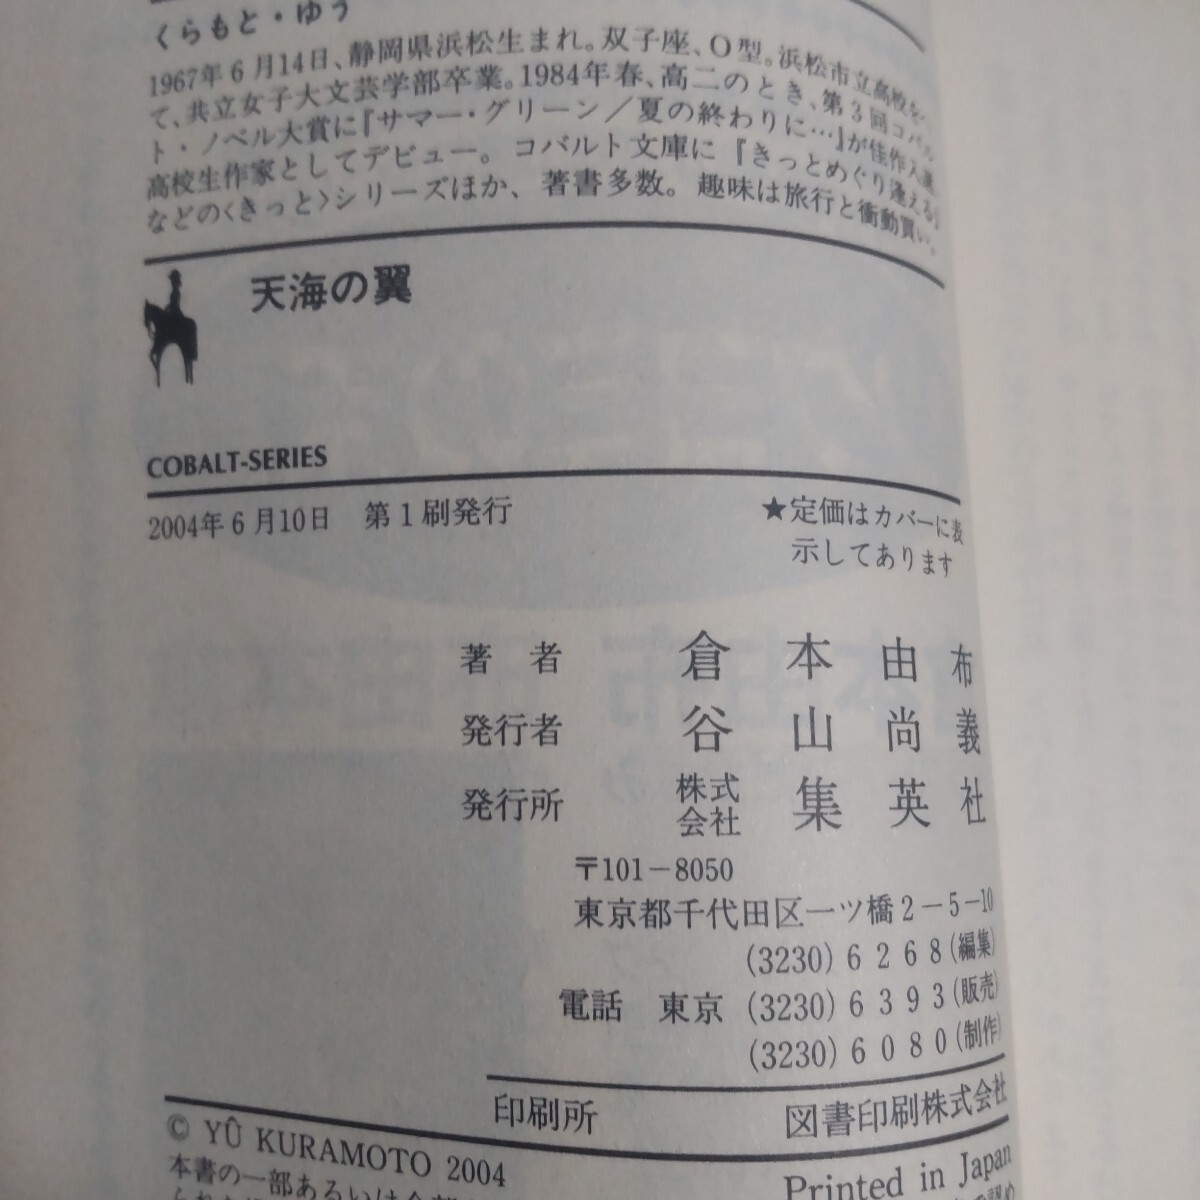 くらもと・ゆう
1967年6月14日、静岡県浜松生まれ。双子座、O型。浜松市立高校を
て、共立女子大文芸学部卒業。1984年春、高二のとき、第3回コバル
ト・ノベル大賞に『サマー・グリーン／夏の終わりに…』が佳作入選、
高校生作家としてデビュー。コバルト文庫に『きっとめぐり逢える』
などの〈きっと〉シリーズほか、著書多数。趣味は旅行と衝動買い。
天海の翼
COBALT-SERIES
2004年6月10日 第1刷発行
★定価はカバーに表
示してあります
著者 倉本由布
発行者 谷山尚義
発行所 株式会社 集英社
〒101－8050
東京都千代田区一ツ橋2－5－10
(3230) 6268 (編集)
電話 東京 (3230) 6393 (販売)
(3230) 6080 (制作)
印刷所 図書印刷株式会社
© YÛ KURAMOTO 2004
Printed in Japan
本書の一部あるいは全部